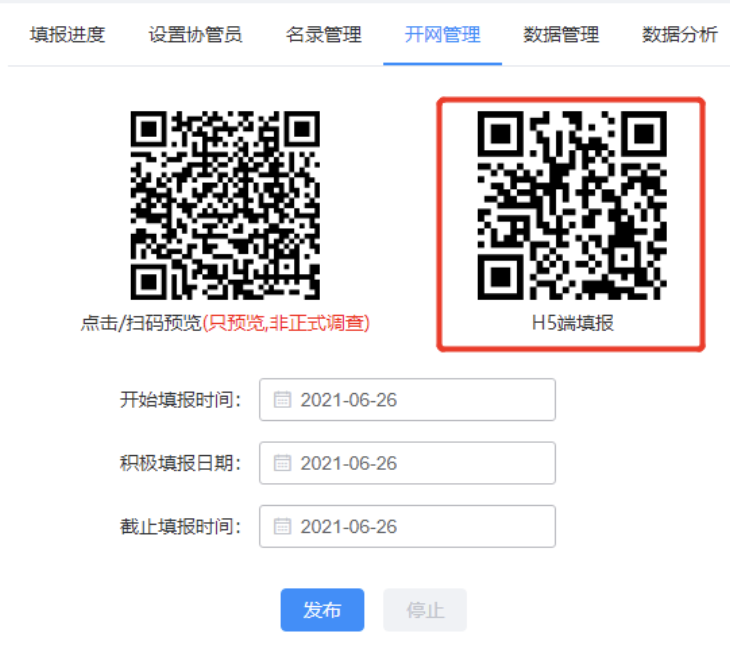 填报进度 设置协管员 名录管理 开网管理 数据管理 数据分析
点击/扫码预览(只预览,非正式调查)
H5端填报
开始填报时间: 2021-06-26
积极填报日期: 2021-06-26
截止填报时间: 2021-06-26
发布 停止